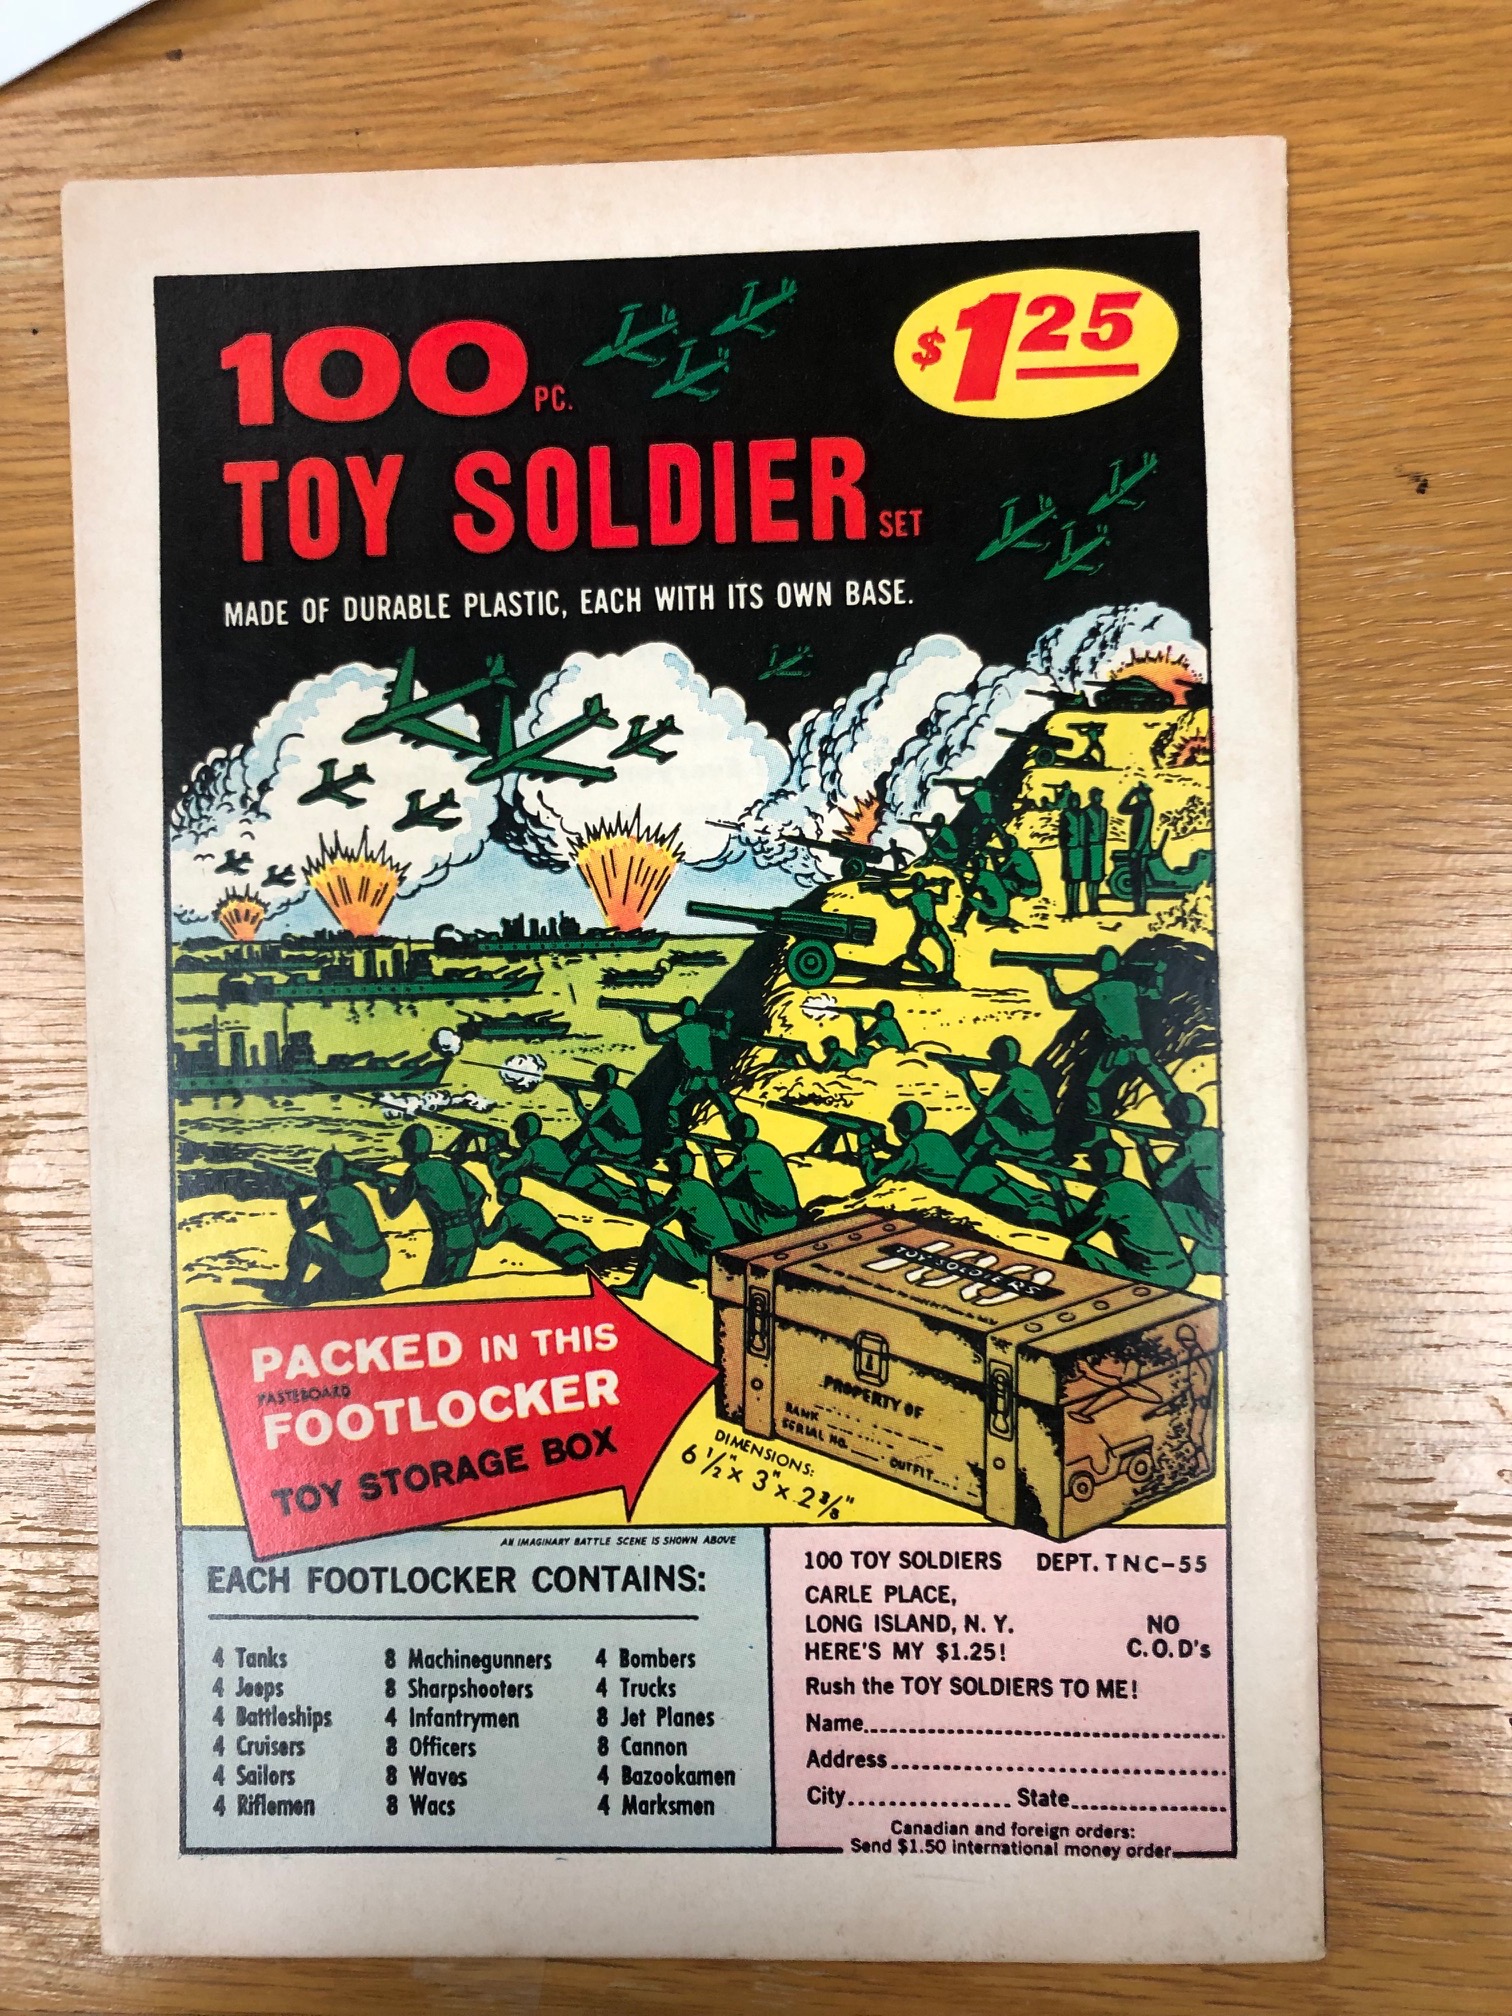 $1.25
100 PC.
TOY SOLDIER SET
MADE OF DURABLE PLASTIC, EACH WITH ITS OWN BASE.
PACKED IN THIS
PASTEBOARD
FOOTLOCKER
TOY STORAGE BOX
100
TOY SOLDIERS
PROPERTY OF
RANK
SERIAL NO.
OUTFIT
DIMENSIONS:
6 1/2" x 3" x 2 3/8"
AN IMAGINARY BATTLE SCENE IS SHOWN ABOVE
EACH FOOTLOCKER CONTAINS:
4 Tanks
4 Jeeps
4 Battleships
4 Cruisers
4 Sailors
4 Riflemen
8 Machinegunners
8 Sharpshooters
4 Infantrymen
8 Officers
8 Waves
8 Wacs
4 Bombers
4 Trucks
8 Jet Planes
8 Cannon
4 Bazookamen
4 Marksmen
100 TOY SOLDIERS DEPT. TNC-55
CARLE PLACE,
LONG ISLAND, N. Y.
HERE'S MY $1.25!
NO
C.O.D's
Rush the TOY SOLDIERS TO ME!
Name
Address
City State
Canadian and foreign orders:
Send $1.50 international money order